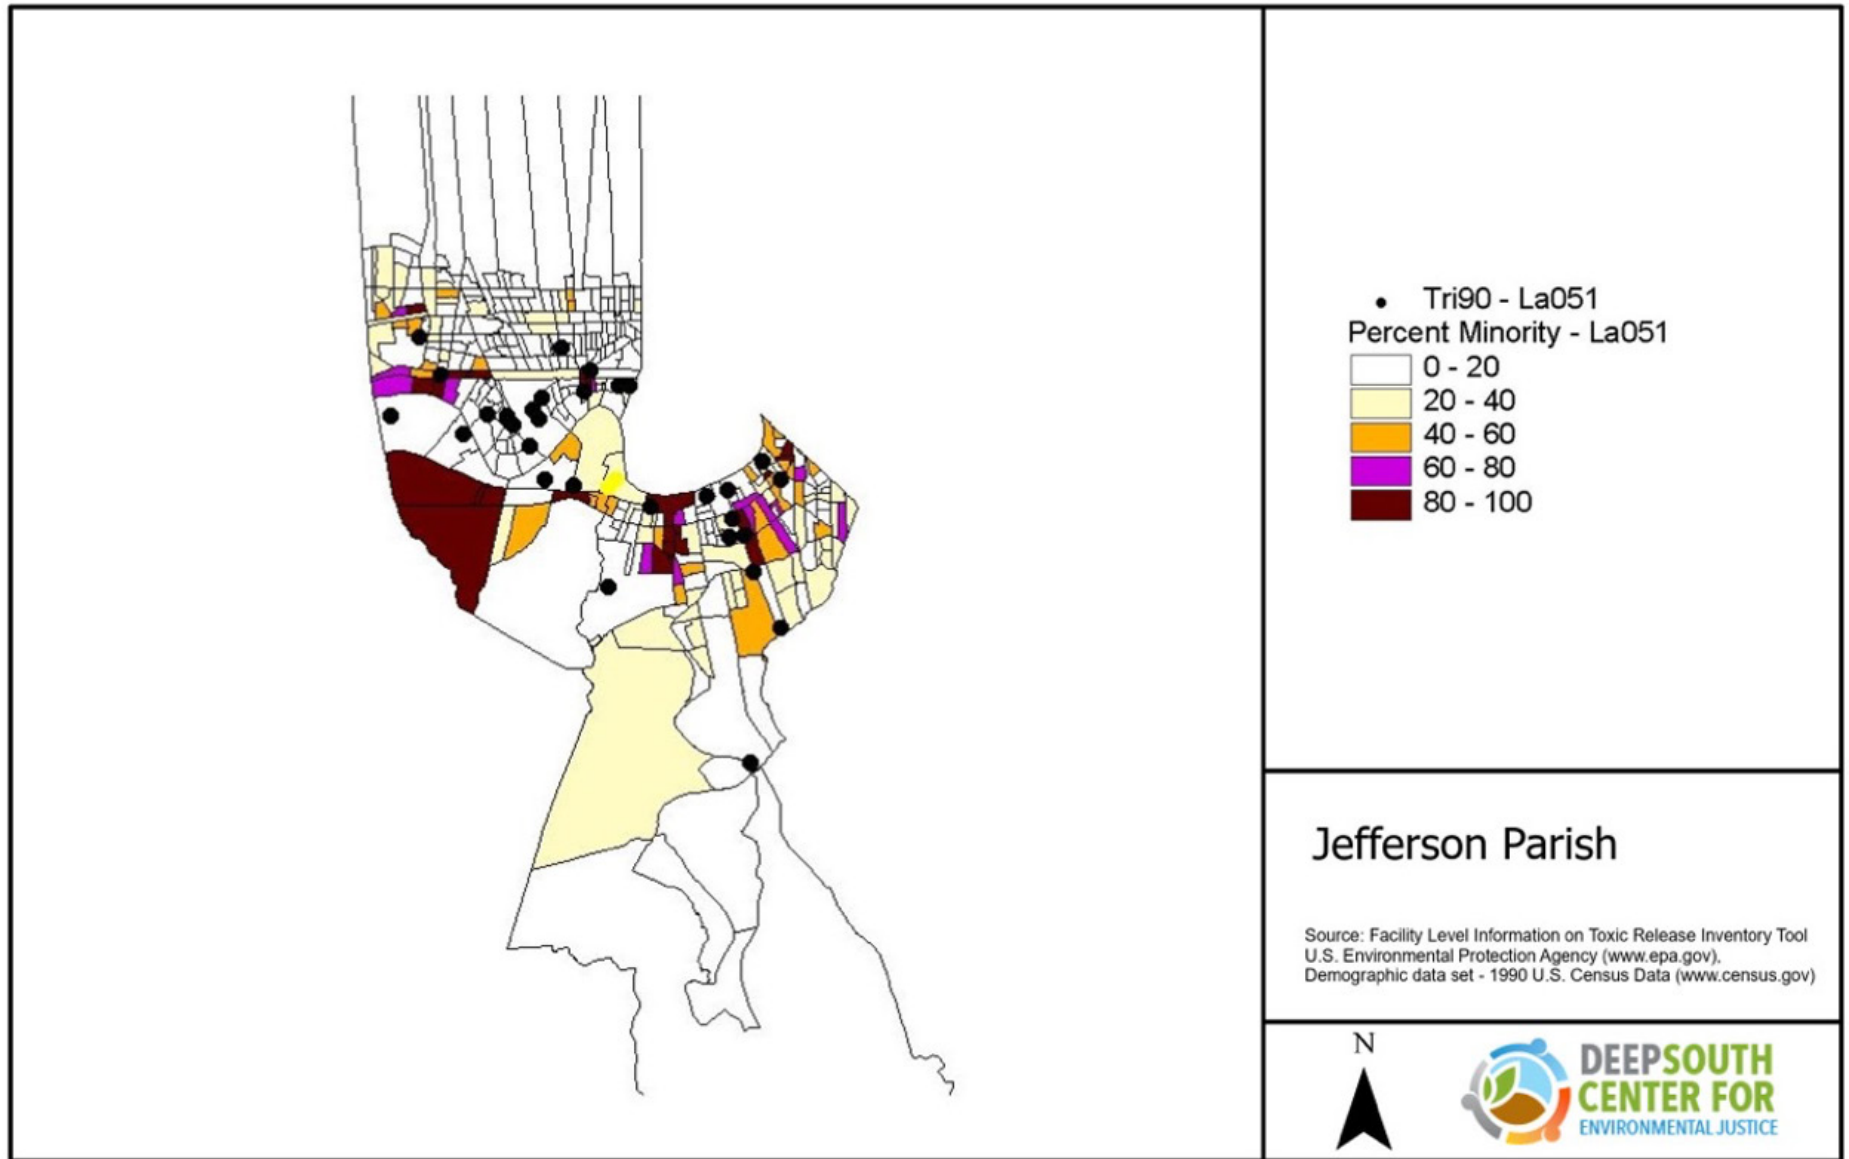 Tri90 - La051
Percent Minority - La051
0 - 20
20 - 40
40 - 60
60 - 80
80 - 100
Jefferson Parish
Source: Facility Level Information on Toxic Release Inventory Tool
U.S. Environmental Protection Agency (www.epa.gov),
Demographic data set - 1990 U.S. Census Data (www.census.gov)
N
DEEPSOUTH
CENTER FOR
ENVIRONMENTAL JUSTICE